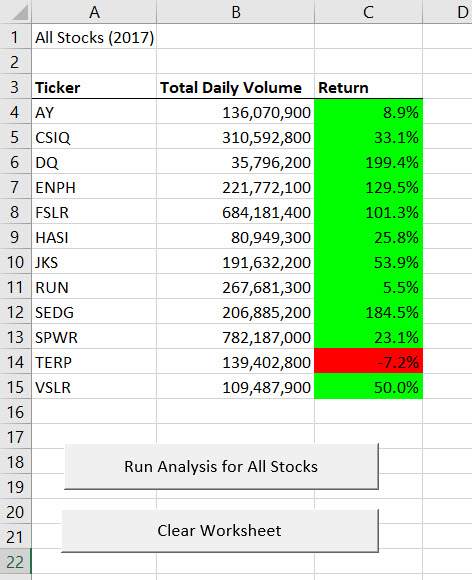 A B C D
1 All Stocks (2017)
2
3 Ticker Total Daily Volume Return
4 AY 136,070,900 8.9%
5 CSIQ 310,592,800 33.1%
6 DQ 35,796,200 199.4%
7 ENPH 221,772,100 129.5%
8 FSLR 684,181,400 101.3%
9 HASI 80,949,300 25.8%
10 JKS 191,632,200 53.9%
11 RUN 267,681,300 5.5%
12 SEDG 206,885,200 184.5%
13 SPWR 782,187,000 23.1%
14 TERP 139,402,800 -7.2%
15 VSLR 109,487,900 50.0%
16
17
18 Run Analysis for All Stocks
19
20
21 Clear Worksheet
22